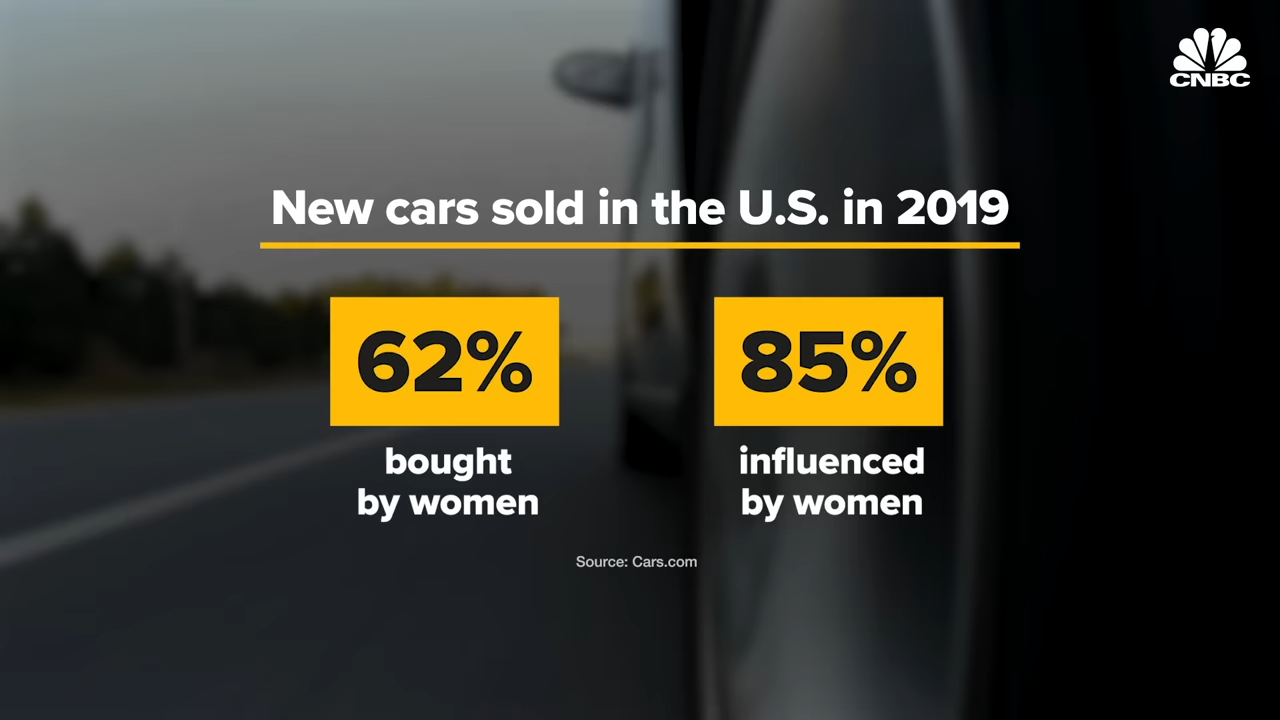 CNBC
New cars sold in the U.S. in 2019
62%
bought
by women
85%
influenced
by women
Source: Cars.com